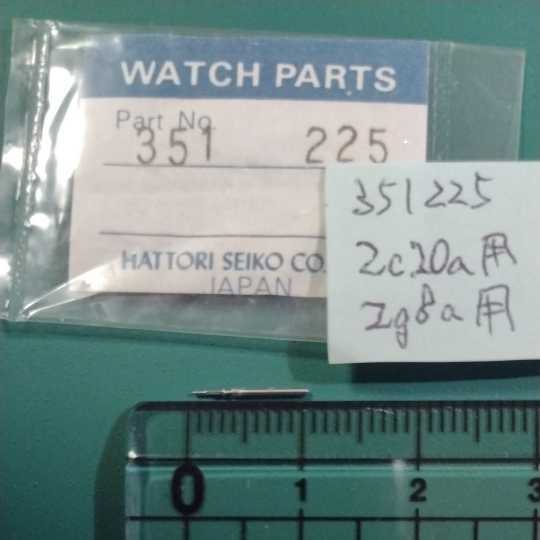 WATCH PARTS
Part No.
351 225
HATTORI SEIKO CO.
JAPAN
351225
2c20a用
2g8a用
0 1 2 3